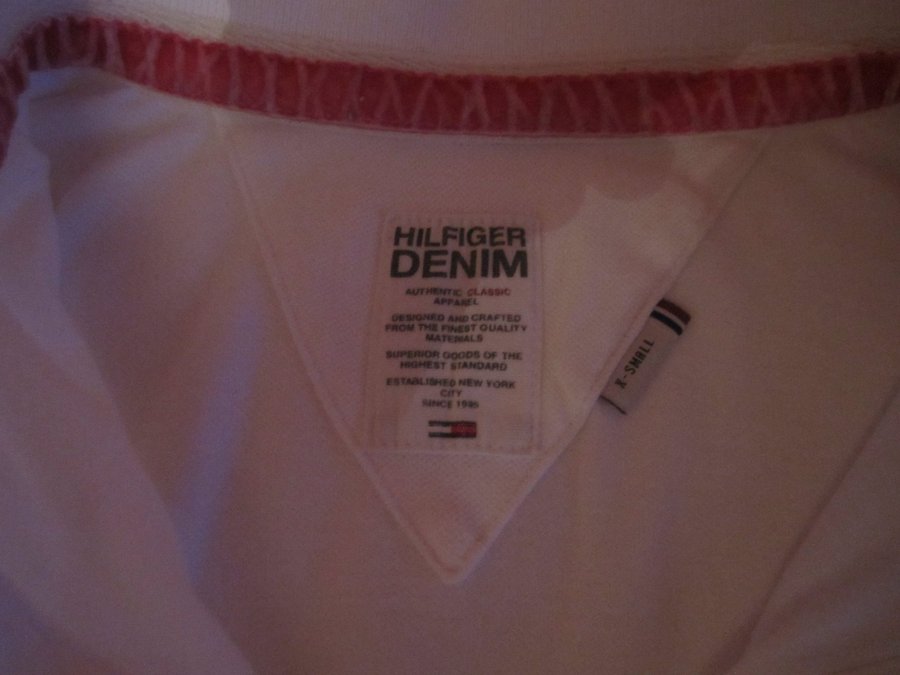 HILFIGER
DENIM
AUTHENTIC CLASSIC
APPAREL
DESIGNED AND CRAFTED
FROM THE FINEST QUALITY
MATERIALS
SUPERIOR GOODS OF THE
HIGHEST STANDARD
ESTABLISHED NEW YORK
CITY
SINCE 1985
X-SMALL